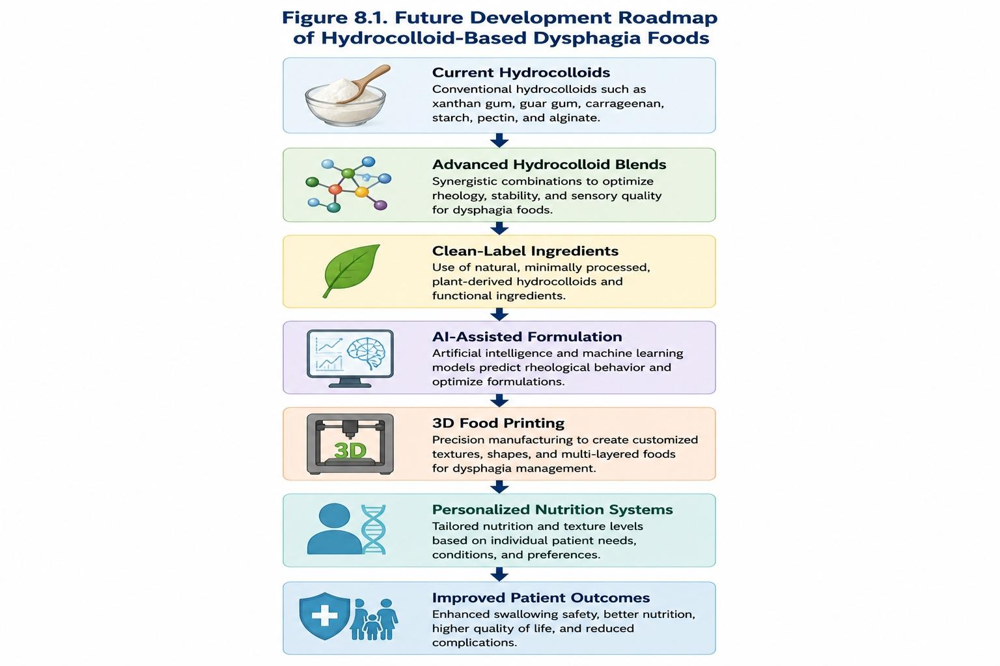 Figure 8.1. Future Development Roadmap
of Hydrocolloid-Based Dysphagia Foods
Current Hydrocolloids
Conventional hydrocolloids such as
xanthan gum, guar gum, carrageenan,
starch, pectin, and alginate.
Advanced Hydrocolloid Blends
Synergistic combinations to optimize
rheology, stability, and sensory quality
for dysphagia foods.
Clean-Label Ingredients
Use of natural, minimally processed,
plant-derived hydrocolloids and
functional ingredients.
AI-Assisted Formulation
Artificial intelligence and machine learning
models predict rheological behavior and
optimize formulations.
3D Food Printing
3D
Precision manufacturing to create customized
textures, shapes, and multi-layered foods
for dysphagia management.
Personalized Nutrition Systems
Tailored nutrition and texture levels
based on individual patient needs,
conditions, and preferences.
Improved Patient Outcomes
Enhanced swallowing safety, better nutrition,
higher quality of life, and reduced
complications.